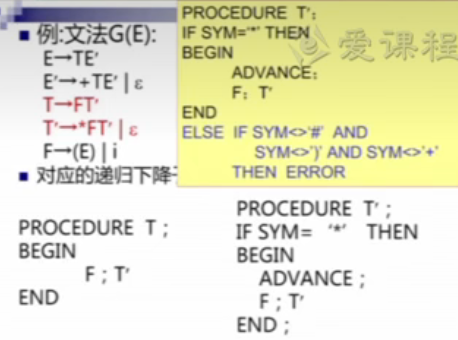 ■ 例:文法G(E):
E→TE′
E′→+TE′ | ε
T→FT′
T′→*FT′ | ε
F→(E) | i
■ 对应的递归下降
PROCEDURE T′;
IF SYM='*' THEN
BEGIN
ADVANCE;
F; T′
END
ELSE IF SYM<>'#' AND
SYM<>')' AND SYM<>'+'
THEN ERROR
爱课程
PROCEDURE T ;
BEGIN
F ; T′
END
PROCEDURE T′ ;
IF SYM= ‘*’ THEN
BEGIN
ADVANCE ;
F ; T′
END ;